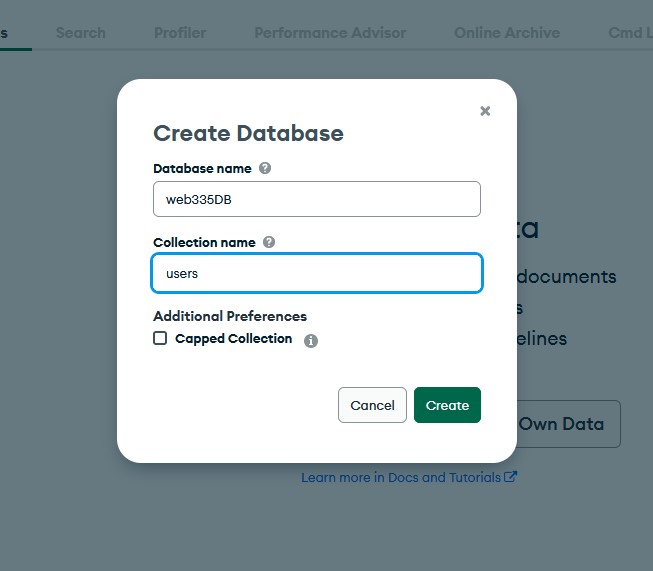 s Search Profiler Performance Advisor Online Archive Cmd L
Create Database
Database name
web335DB
Collection name
users
Additional Preferences
Capped Collection
Cancel Create
ta
documents
s
elines
Own Data
Learn more in Docs and Tutorials